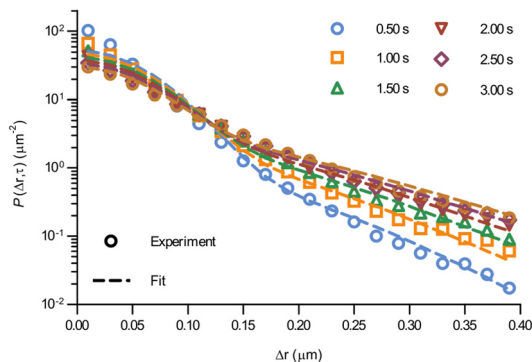 10²
10¹
10⁰
10⁻¹
10⁻²
P(Δr,τ) (μm⁻²)
0.50 s
1.00 s
1.50 s
2.00 s
2.50 s
3.00 s
Experiment
Fit
0.00 0.05 0.10 0.15 0.20 0.25 0.30 0.35 0.40
Δr (μm)